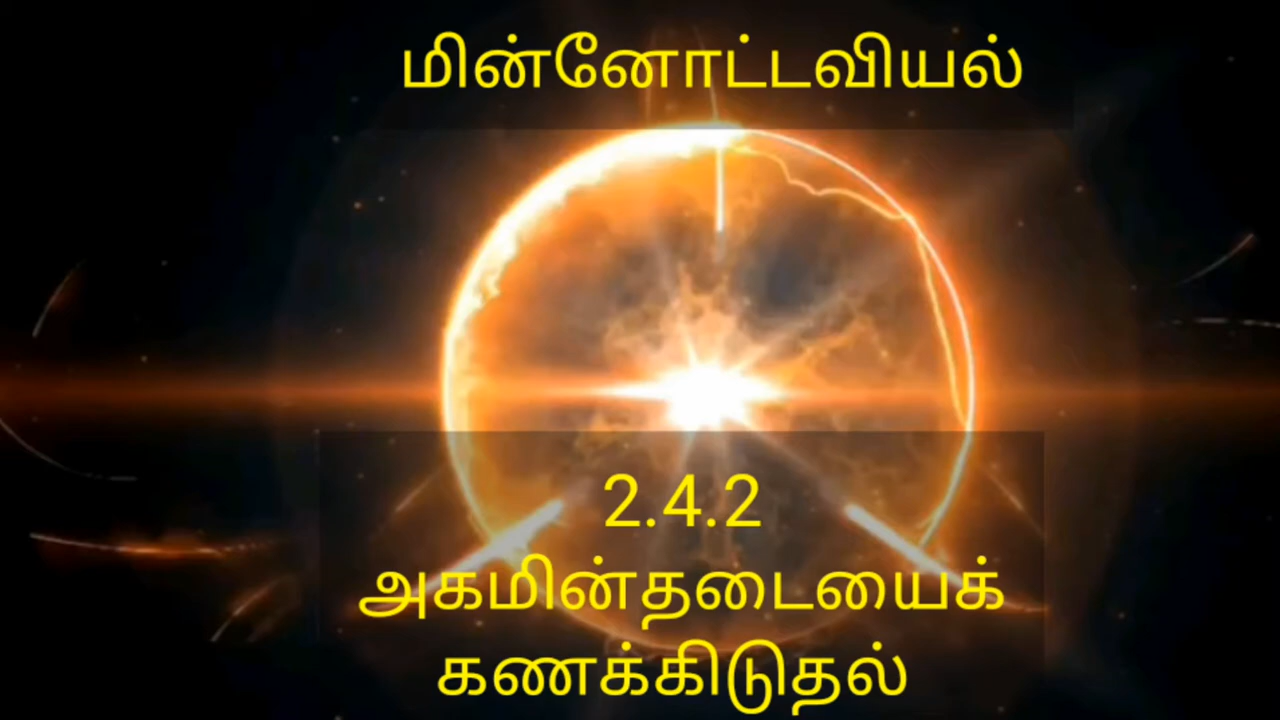 மின்னோட்டவியல்
2.4.2
அகமின்தடையைக்
கணக்கிடுதல்